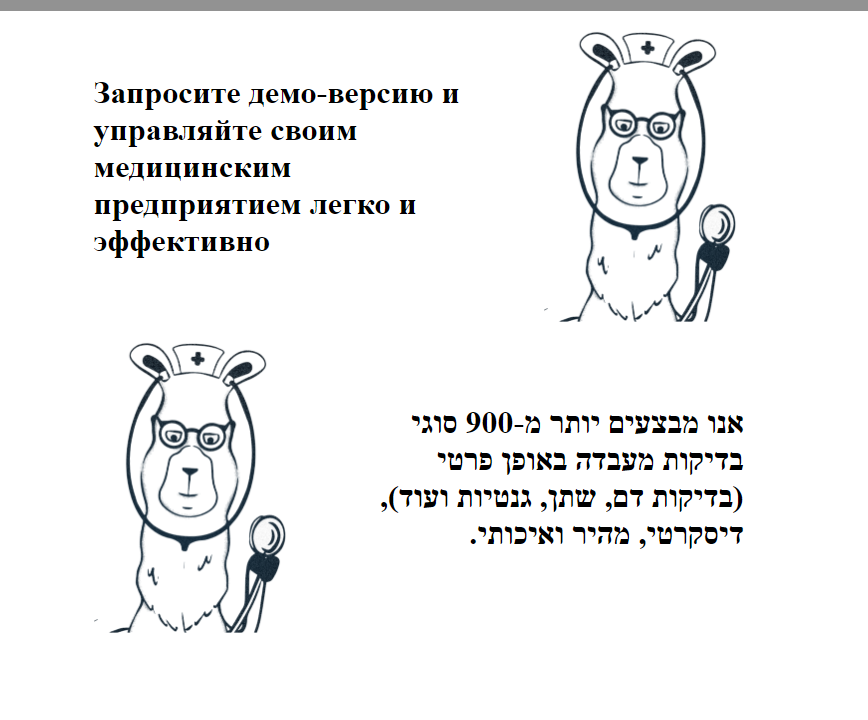 Запросите демо-версию и
управляйте своим
медицинским
предприятием легко и
эффективно
אנו מבצעים יותר מ-900 סוגי
בדיקות מעבדה באופן פרטי
(בדיקות דם, שתן, גנטיות ועוד),
דיסקרטי, מהיר ואיכותי.